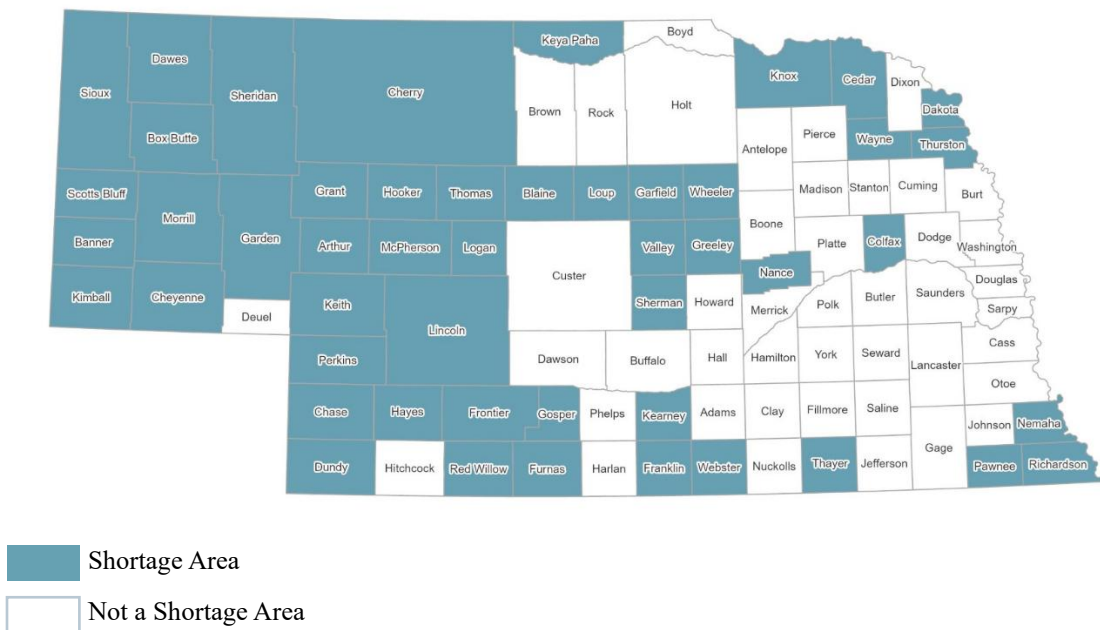 Boyd
Keya Paha
Dawes
Knox
Cedar
Dixon
Sioux
Sheridan
Cherry
Holt
Brown
Rock
Dakota
Box Butte
Pierce
Wayne
Thurston
Antelope
Scotts Bluff
Grant
Hooker
Thomas
Blaine
Loup
Garfield
Wheeler
Madison
Stanton
Cuming
Burt
Morrill
Boone
Banner
Garden
Arthur
McPherson
Logan
Valley
Greeley
Platte
Colfax
Dodge
Washington
Custer
Nance
Douglas
Kimball
Cheyenne
Keith
Sherman
Howard
Merrick
Polk
Butler
Saunders
Sarpy
Deuel
Lincoln
Cass
Perkins
Dawson
Buffalo
Hall
Hamilton
York
Seward
Lancaster
Otoe
Chase
Hayes
Frontier
Gosper
Phelps
Kearney
Adams
Clay
Fillmore
Saline
Johnson
Nemaha
Gage
Dundy
Hitchcock
Red Willow
Furnas
Harlan
Franklin
Webster
Nuckolls
Thayer
Jefferson
Pawnee
Richardson
Shortage Area
Not a Shortage Area